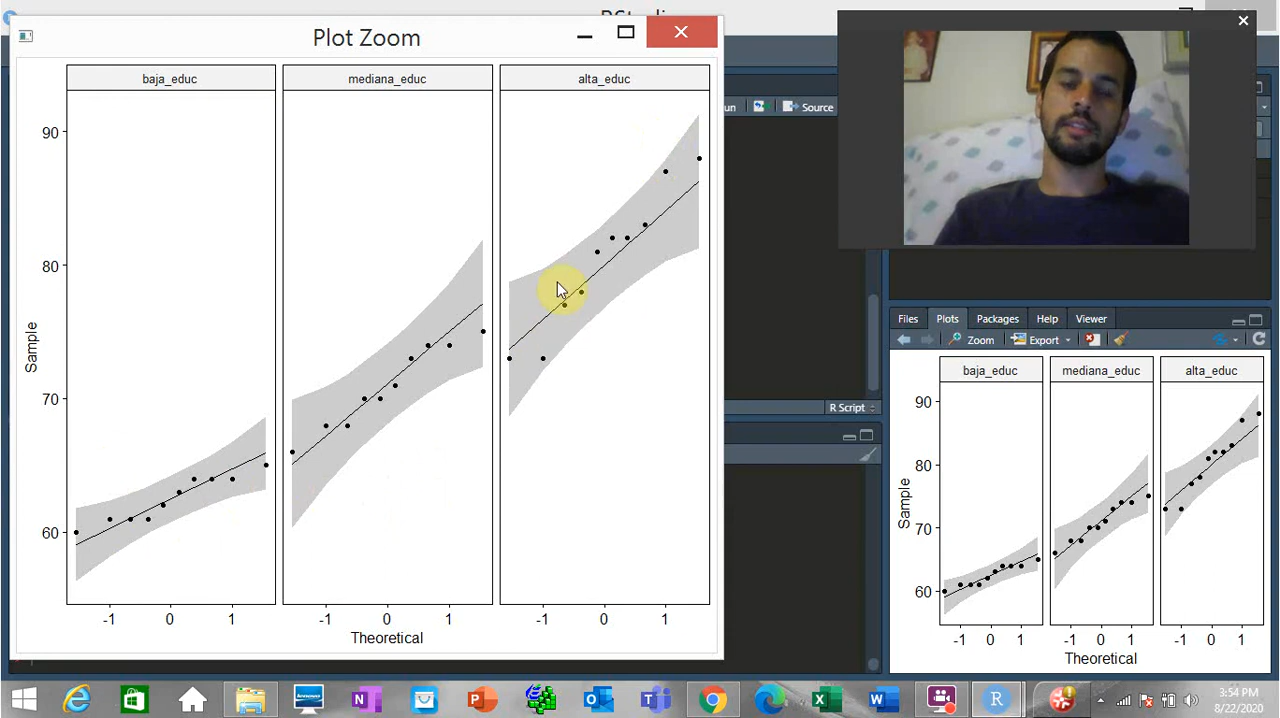 Plot Zoom
baja_educ
mediana_educ
alta_educ
90
80
70
60
Sample
-1
0
1
-1
0
1
-1
0
1
Theoretical
Source
R Script
Files
Plots
Packages
Help
Viewer
Zoom
Export
baja_educ
mediana_educ
alta_educ
90
80
70
60
Sample
-1
0
1
-1
0
1
-1
0
1
Theoretical
3:54 PM
8/22/2020